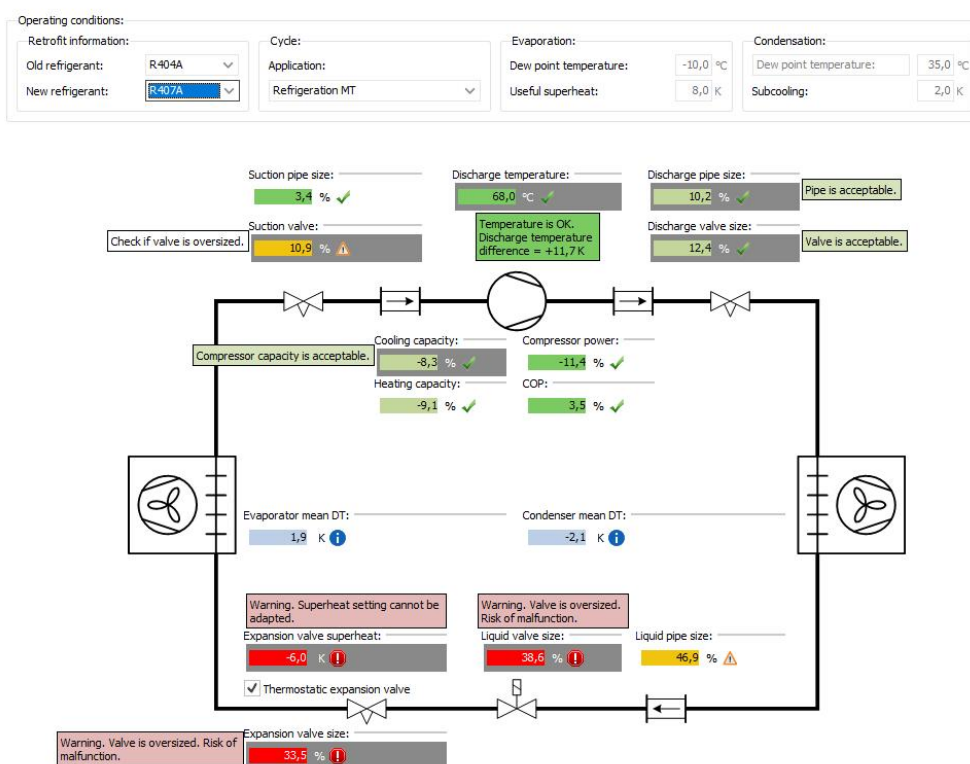 Operating conditions:
Retrofit information:
Old refrigerant: R404A
New refrigerant: R407A
Cycle:
Application:
Refrigeration MT
Evaporation:
Dew point temperature: -10,0 °C
Useful superheat: 8,0 K
Condensation:
Dew point temperature: 35,0 °C
Subcooling: 2,0 K
Suction pipe size:
3,4 %
Discharge temperature:
68,0 °C
Discharge pipe size:
10,2 %
Pipe is acceptable.
Temperature is OK.
Discharge temperature
difference = +11,7 K
Suction valve:
Check if valve is oversized.
10,9 %
Discharge valve size:
12,4 %
Valve is acceptable.
Cooling capacity:
Compressor capacity is acceptable.
-8,3 %
Compressor power:
-11,4 %
Heating capacity:
-9,1 %
COP:
3,5 %
Evaporator mean DT:
1,9 K
Condenser mean DT:
-2,1 K
Warning. Superheat setting cannot be
adapted.
Expansion valve superheat:
-6,0 K
Warning. Valve is oversized.
Risk of malfunction.
Liquid valve size:
38,6 %
Liquid pipe size:
46,9 %
Thermostatic expansion valve
Expansion valve size:
Warning. Valve is oversized. Risk of
malfunction.
33,5 %